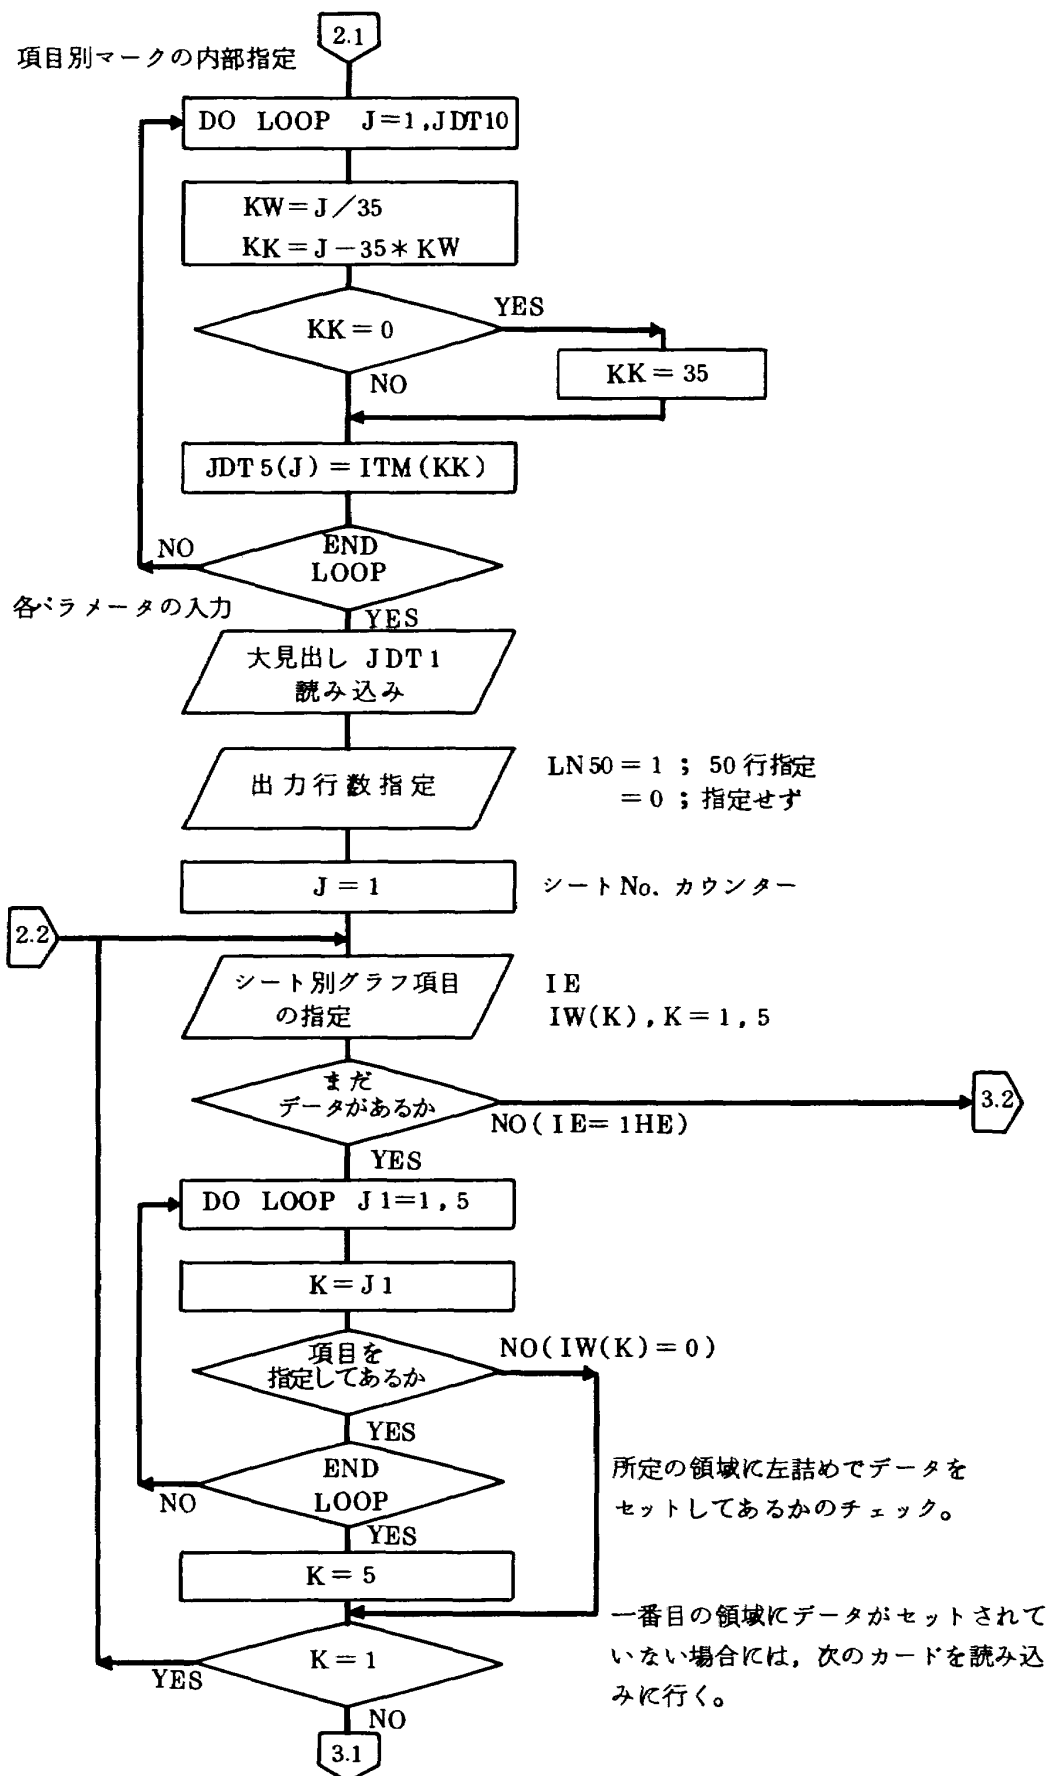 2.1
項目別マークの内部指定
DO LOOP J=1,JDT10
KW=J/35
KK=J-35*KW
KK=0
YES
KK=35
NO
JDT5(J)=ITM(KK)
END
LOOP
NO
各パラメータの入力
YES
大見出し JDT1
読み込み
出力行数指定
LN50=1 ; 50行指定
=0 ; 指定せず
J=1
シートNo. カウンター
2.2
シート別グラフ項目
の指定
IE
IW(K), K=1, 5
まだ
データがあるか
NO(IE=1HE)
3.2
YES
DO LOOP J1=1, 5
K=J1
項目を
指定してあるか
NO(IW(K)=0)
YES
END
LOOP
NO
所定の領域に左詰めでデータを
セットしてあるかのチェック。
YES
K=5
一番目の領域にデータがセットされて
いない場合には, 次のカードを読み込
みに行く。
K=1
YES
NO
3.1